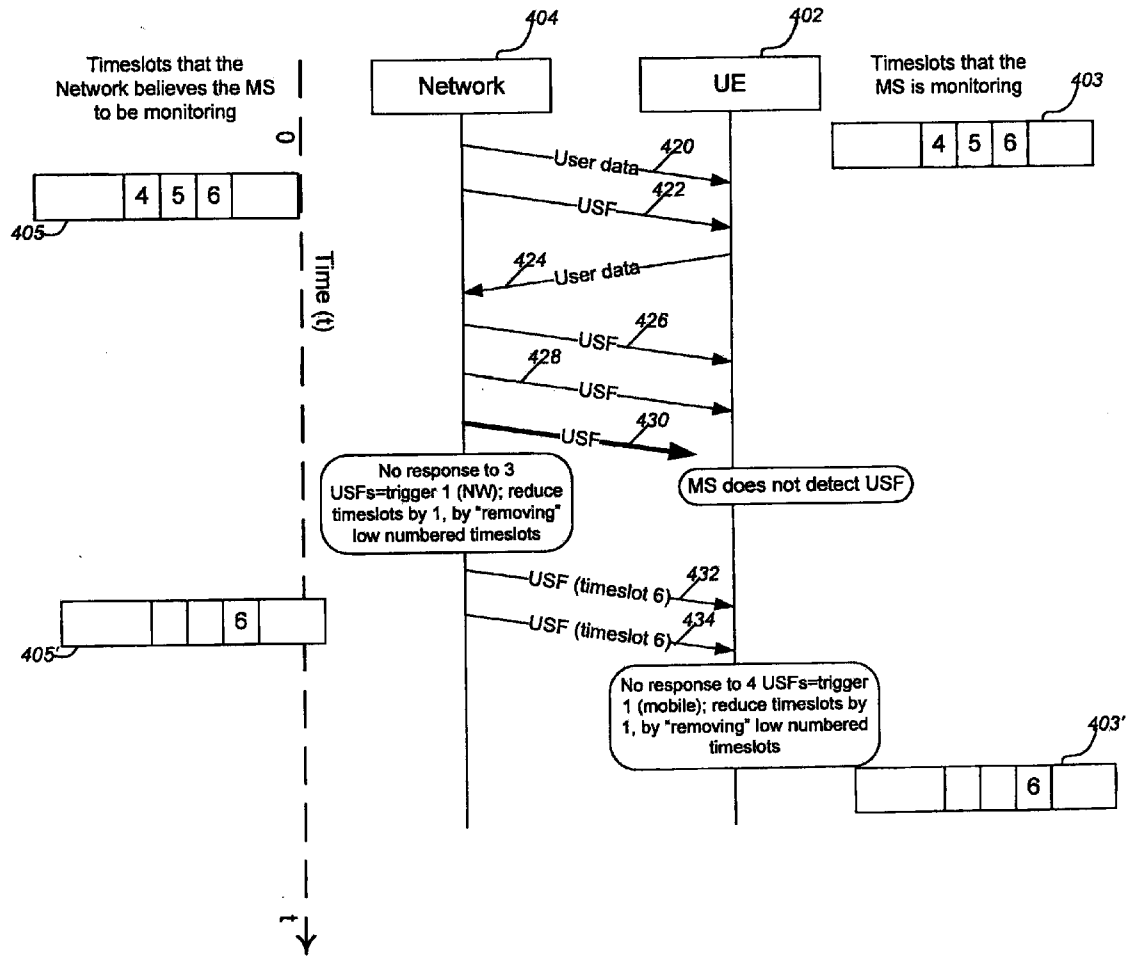 404
402
Timeslots that the
Network believes the MS
to be monitoring
Network
UE
Timeslots that the
MS is monitoring
403
0
4 5 6
420
User data
4 5 6
405
422
USF
Time (t)
424
User data
426
USF
428
USF
430
USF
No response to 3
USFs=trigger 1 (NW); reduce
timeslots by 1, by "removing"
low numbered timeslots
MS does not detect USF
432
USF (timeslot 6)
434
USF (timeslot 6)
6
405'
No response to 4 USFs=trigger
1 (mobile); reduce timeslots by
1, by "removing" low numbered
timeslots
403'
6
t